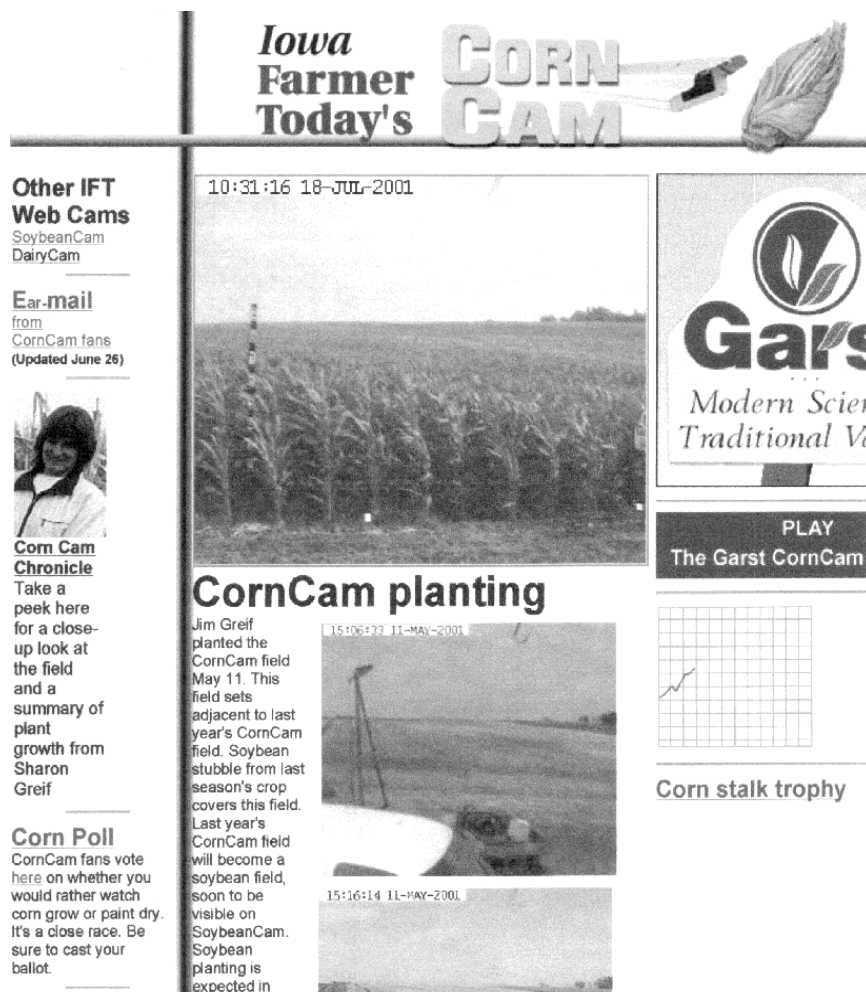 Iowa
Farmer
Today's
CORN
CAM
Other IFT
Web Cams
SoybeanCam
DairyCam
Ear-mail
from
CornCam fans
(Updated June 26)
Corn Cam
Chronicle
Take a
peek here
for a close-
up look at
the field
and a
summary of
plant
growth from
Sharon
Greif
Corn Poll
CornCam fans vote
here on whether you
would rather watch
corn grow or paint dry.
It's a close race. Be
sure to cast your
ballot.
10:31:16 18-JUL-2001
CornCam planting
Jim Greif
planted the
CornCam field
May 11. This
field sets
adjacent to last
year's CornCam
field. Soybean
stubble from last
season's crop
covers this field.
Last year's
CornCam field
will become a
soybean field,
soon to be
visible on
SoybeanCam.
Soybean
planting is
expected in
15:06:33 11-MAY-2001
15:16:14 11-MAY-2001
Gars
Modern Scien
Traditional Va
PLAY
The Garst CornCam
Corn stalk trophy